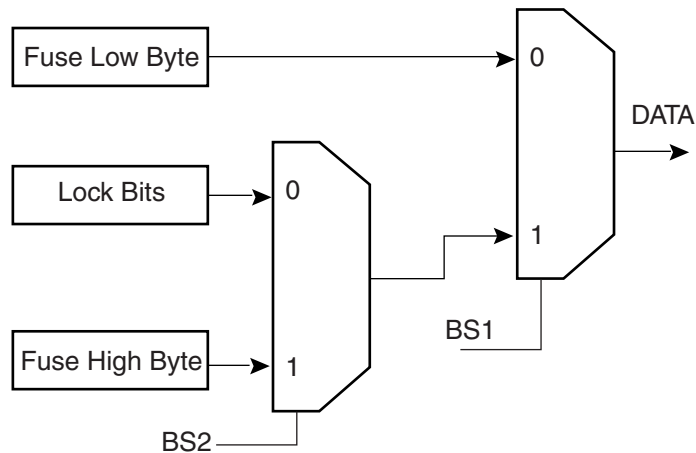 Fuse Low Byte
0
DATA
Lock Bits
0
1
BS1
Fuse High Byte
1
BS2